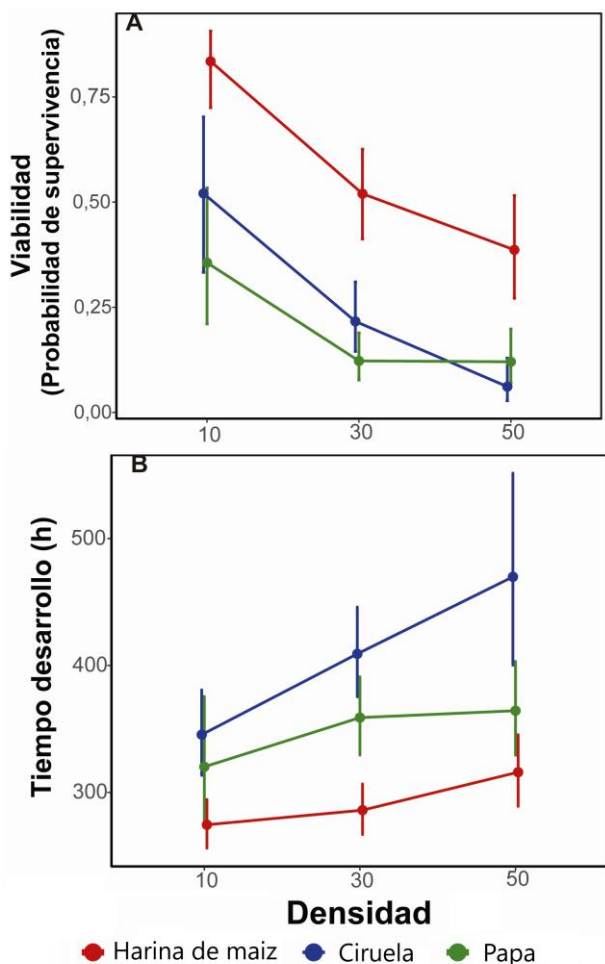 A
Viabilidad
(Probabilidad de supervivencia)
0,75
0,50
0,25
0,00
10 30 50
B
Tiempo desarrollo (h)
500
400
300
10 30 50
Densidad
Harina de maiz Ciruela Papa